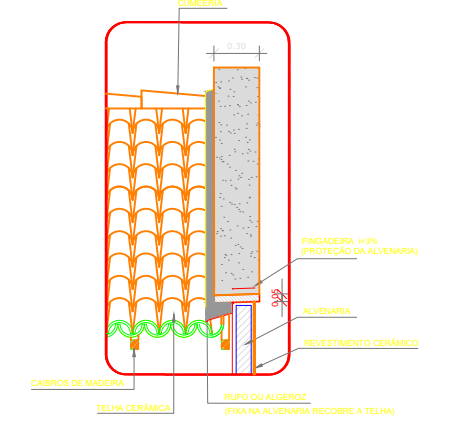 CUMEEIRA
0.30
PINGADEIRA i=3%
(PROTEÇÃO DA ALVENARIA)
0.05
ALVENARIA
REVESTIMENTO CERÂMICO
CAIBROS DE MADEIRA
RUFO OU ALGEROZ
TELHA CERÂMICA
(FIXA NA ALVENARIA RECOBRE A TELHA)